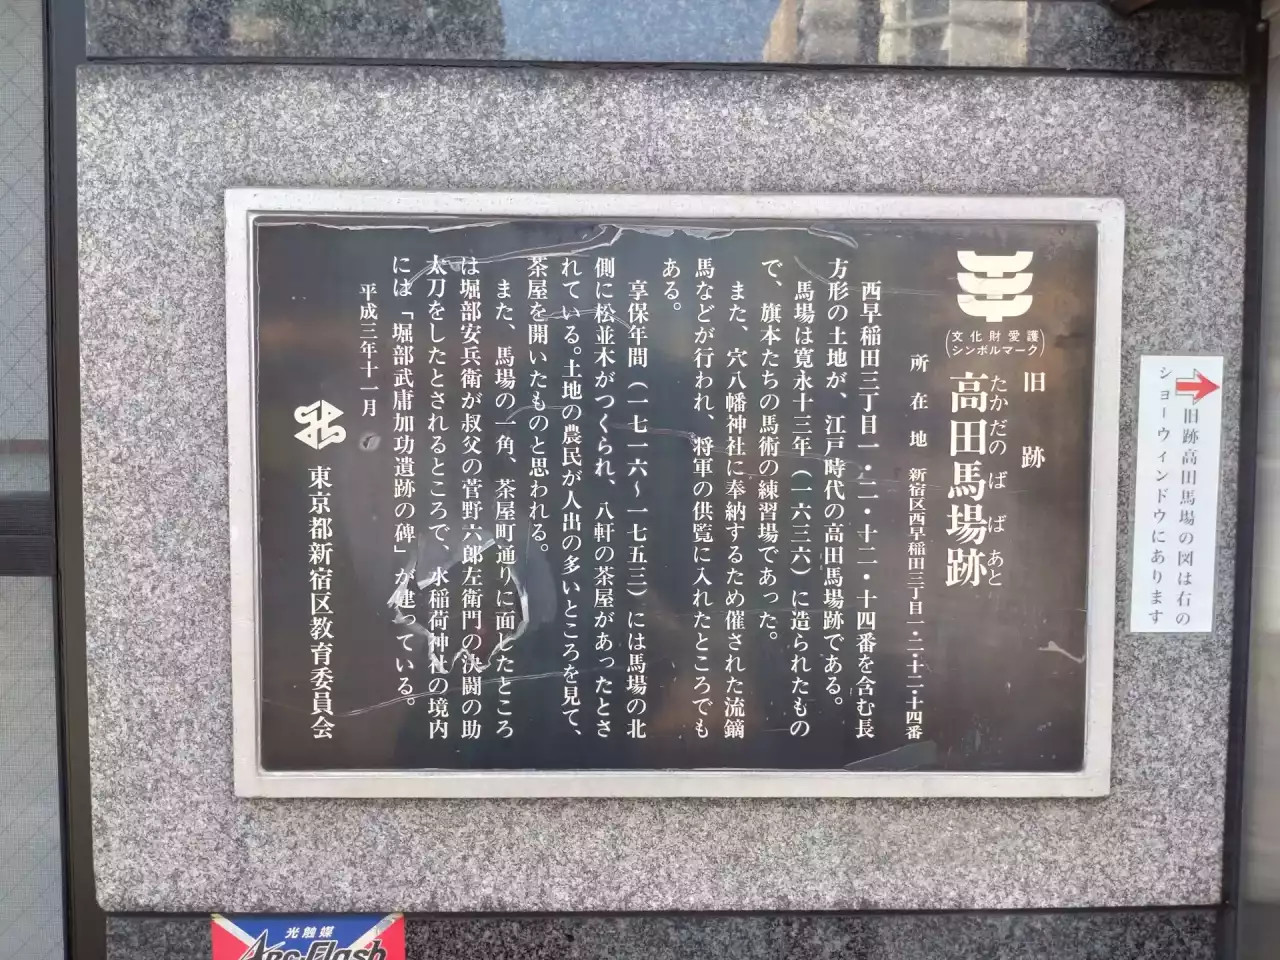 (文化財愛護
シンボルマーク)
旧跡
たかだのばばあと
高田馬場跡
所在地 新宿区西早稲田三丁目一・二・十二・十四番
西早稲田三丁目一・二・十二・十四番を含む長
方形の土地が、江戸時代の高田馬場跡である。
馬場は寛永十三年(一六三六)に造られたもの
で、旗本たちの馬術の練習場であった。
また、穴八幡神社に奉納するため催された流鏑
馬などが行われ、将軍の供覧に入れたところでも
ある。
享保年間(一七一六〜一七五三)には馬場の北
側に松並木がつくられ、八軒の茶屋があったとさ
れている。土地の農民が人出の多いところを見て、
茶屋を開いたものと思われる。
また、馬場の一角、茶屋町通りに面したところ
は堀部安兵衛が叔父の菅野六郎左衛門の決闘の助
太刀をしたとされるところで、水稲荷神社の境内
には「堀部武庸加功遺跡の碑」が建っている。
平成三年十一月
東京都新宿区教育委員会
旧跡高田馬場の図は右の
ショーウィンドウにあります
光触媒
Arc-Flash